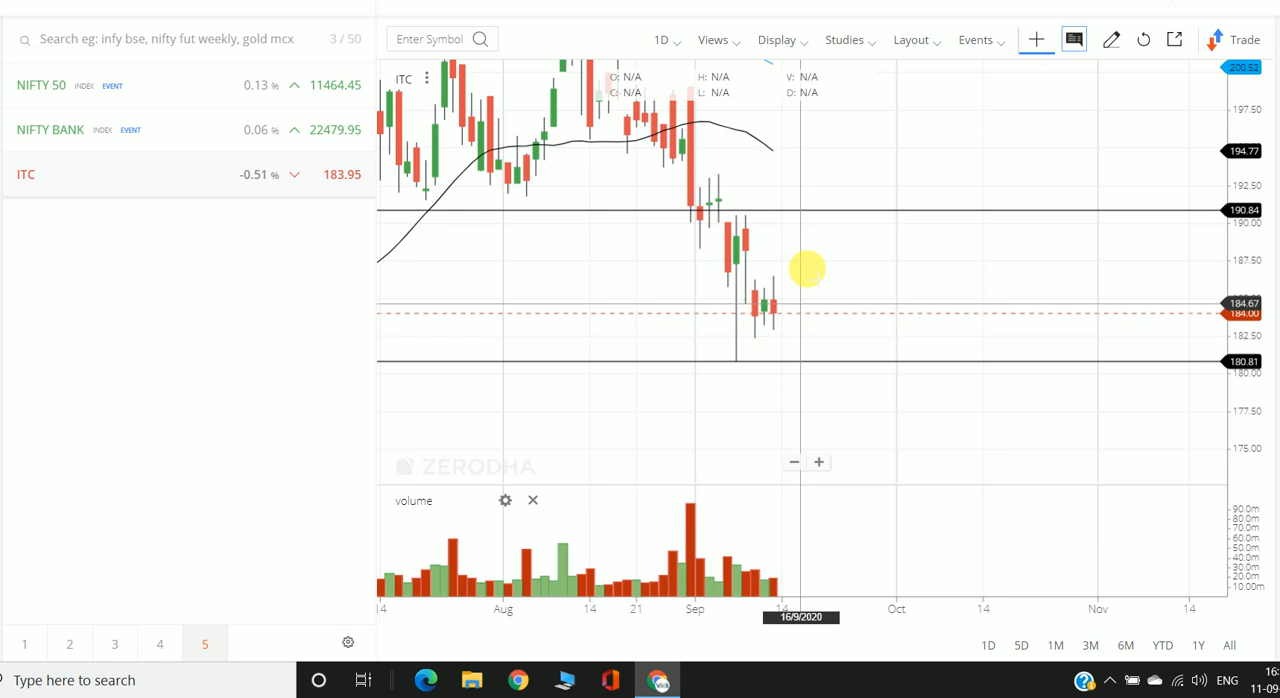 Search eg: infy bse, nifty fut weekly, gold mcx 3 / 50
NIFTY 50 INDEX EVENT 0.13 % 11464.45
NIFTY BANK INDEX EVENT 0.06 % 22479.95
ITC -0.51 % 183.95
1 2 3 4 5
Enter Symbol 1D Views Display Studies Layout Events Trade
ITC O: N/A H: N/A V: N/A
C: N/A L: N/A D: N/A
200.52
197.50
194.77
192.50
190.84
190.00
187.50
184.67
184.00
182.50
180.81
180.00
177.50
175.00
ZERODHA
volume
90.0m
80.0m
60.0m
50.0m
40.0m
30.0m
20.0m
10.00m
14 Aug 14 21 Sep 14 Oct 14 Nov 14
16/9/2020
1D 5D 1M 3M 6M YTD 1Y All
Type here to search
ENG
16:
11-09